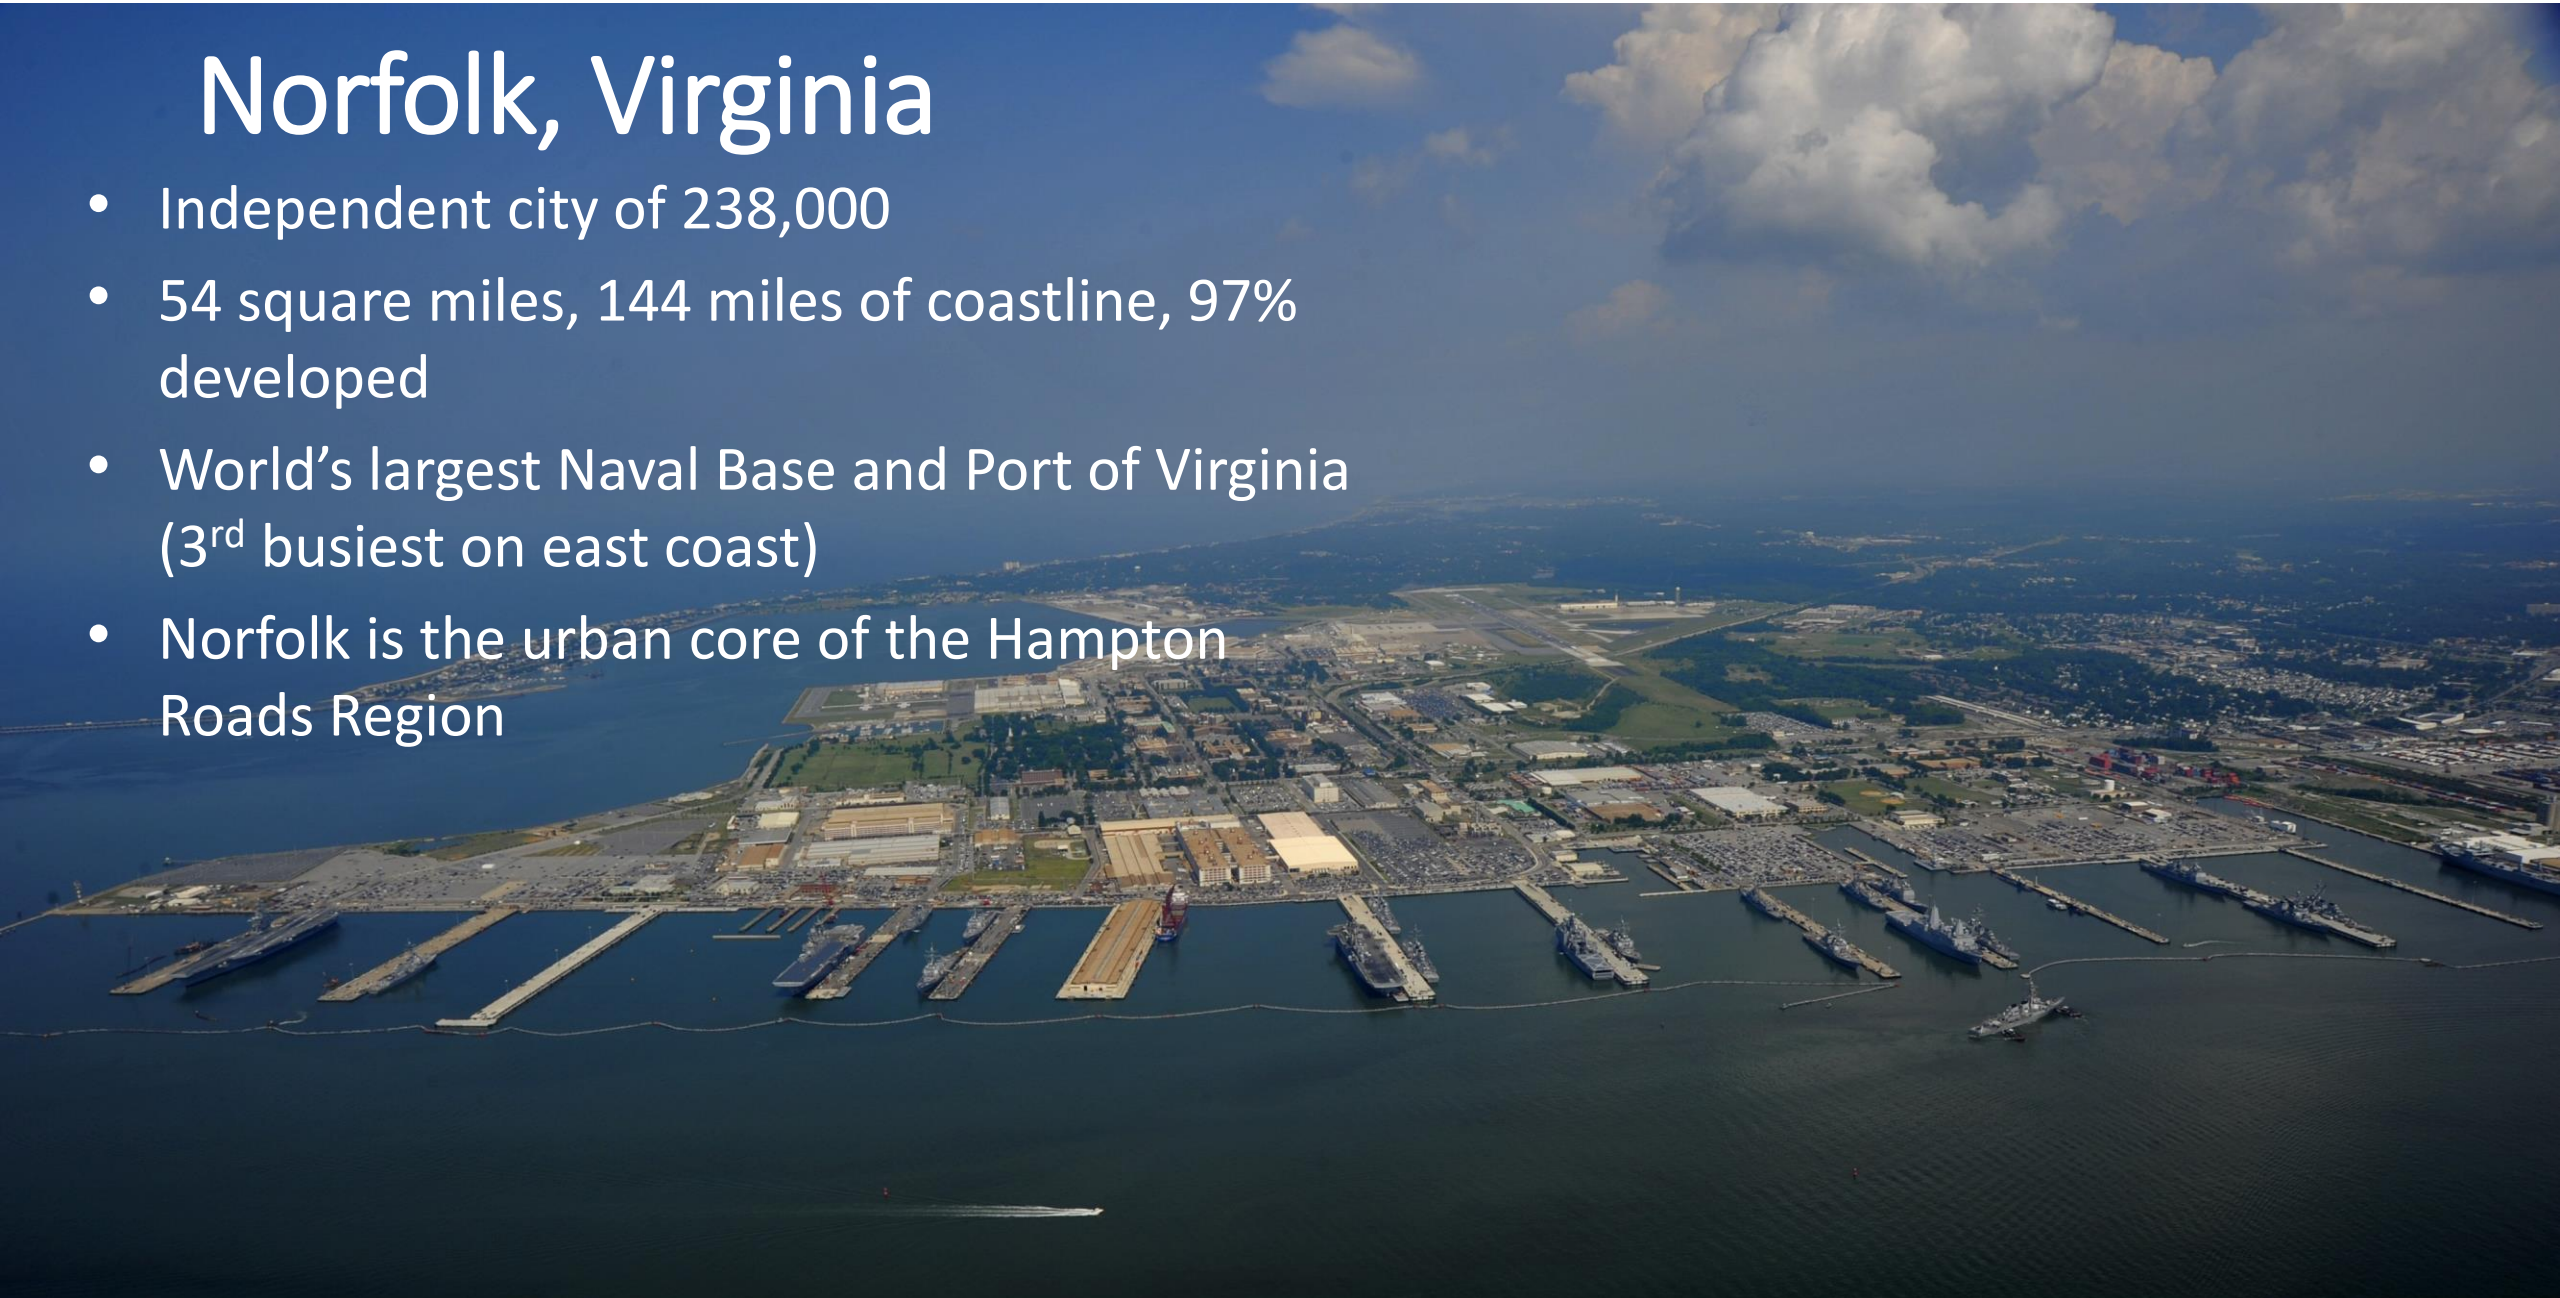 Norfolk, Virginia
• Independent city of 238,000
• 54 square miles, 144 miles of coastline, 97%
developed
• World’s largest Naval Base and Port of Virginia
(3rd busiest on east coast)
• Norfolk is the urban core of the Hampton
Roads Region